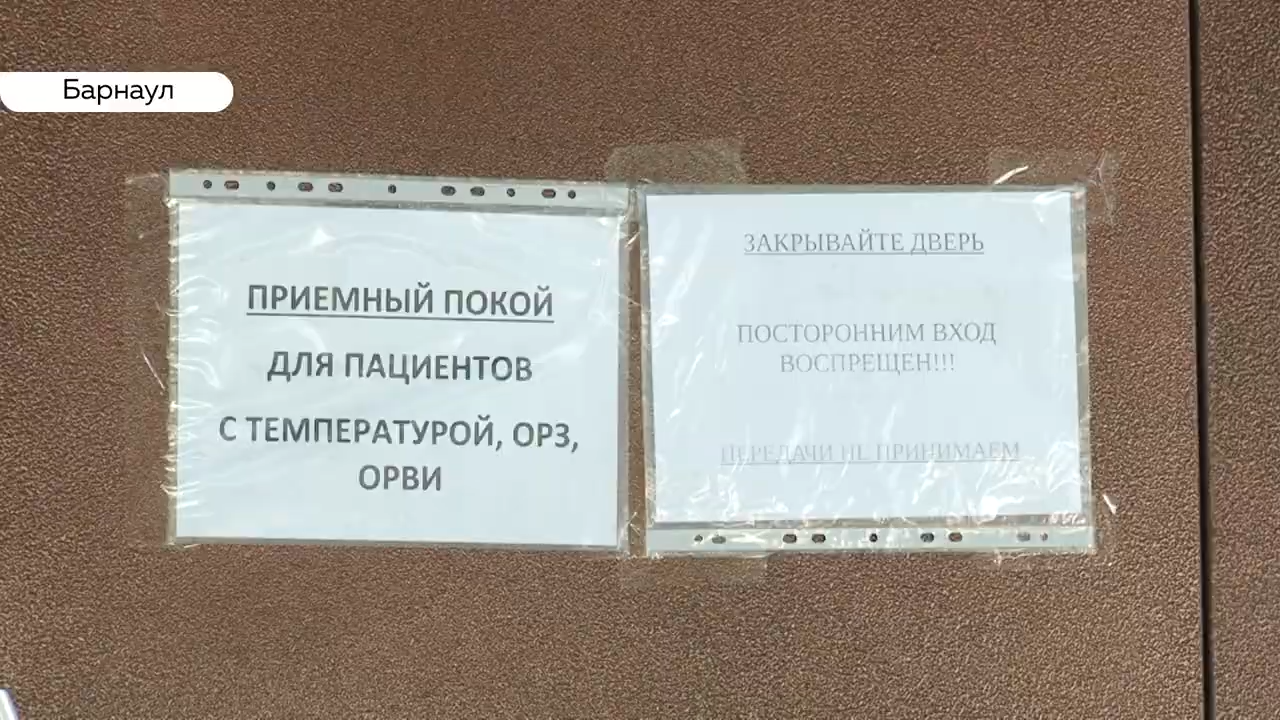 Барнаул
ПРИЕМНЫЙ ПОКОЙ
ДЛЯ ПАЦИЕНТОВ
С ТЕМПЕРАТУРОЙ, ОРЗ,
ОРВИ
ЗАКРЫВАЙТЕ ДВЕРЬ
ПОСТОРОННИМ ВХОД
ВОСПРЕЩЕН!!!
ПЕРЕДАЧИ НЕ ПРИНИМАЕМ